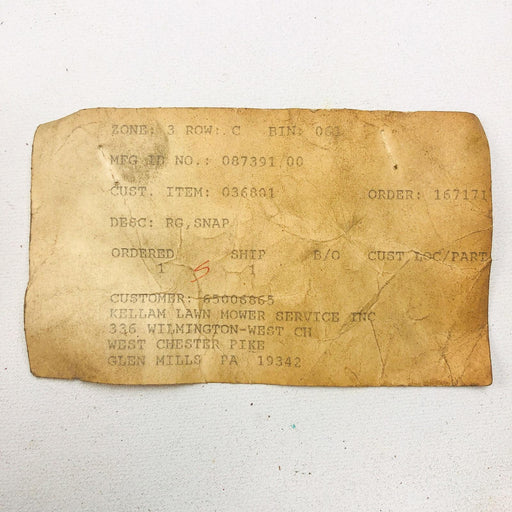 ZONE: 3 ROW: C BIN: 061
MFG ID NO.: 087391 00
CUST. ITEM: 036801 ORDER: 167171
DESC: RG,SNAP
ORDERED SHIP B/O CUST LOC/PART
1 5 1
CUSTOMER: 65006865
KELLAM LAWN MOWER SERVICE INC
336 WILMINGTON-WEST CH
WEST CHESTER PIKE
GLEN MILLS PA 19342